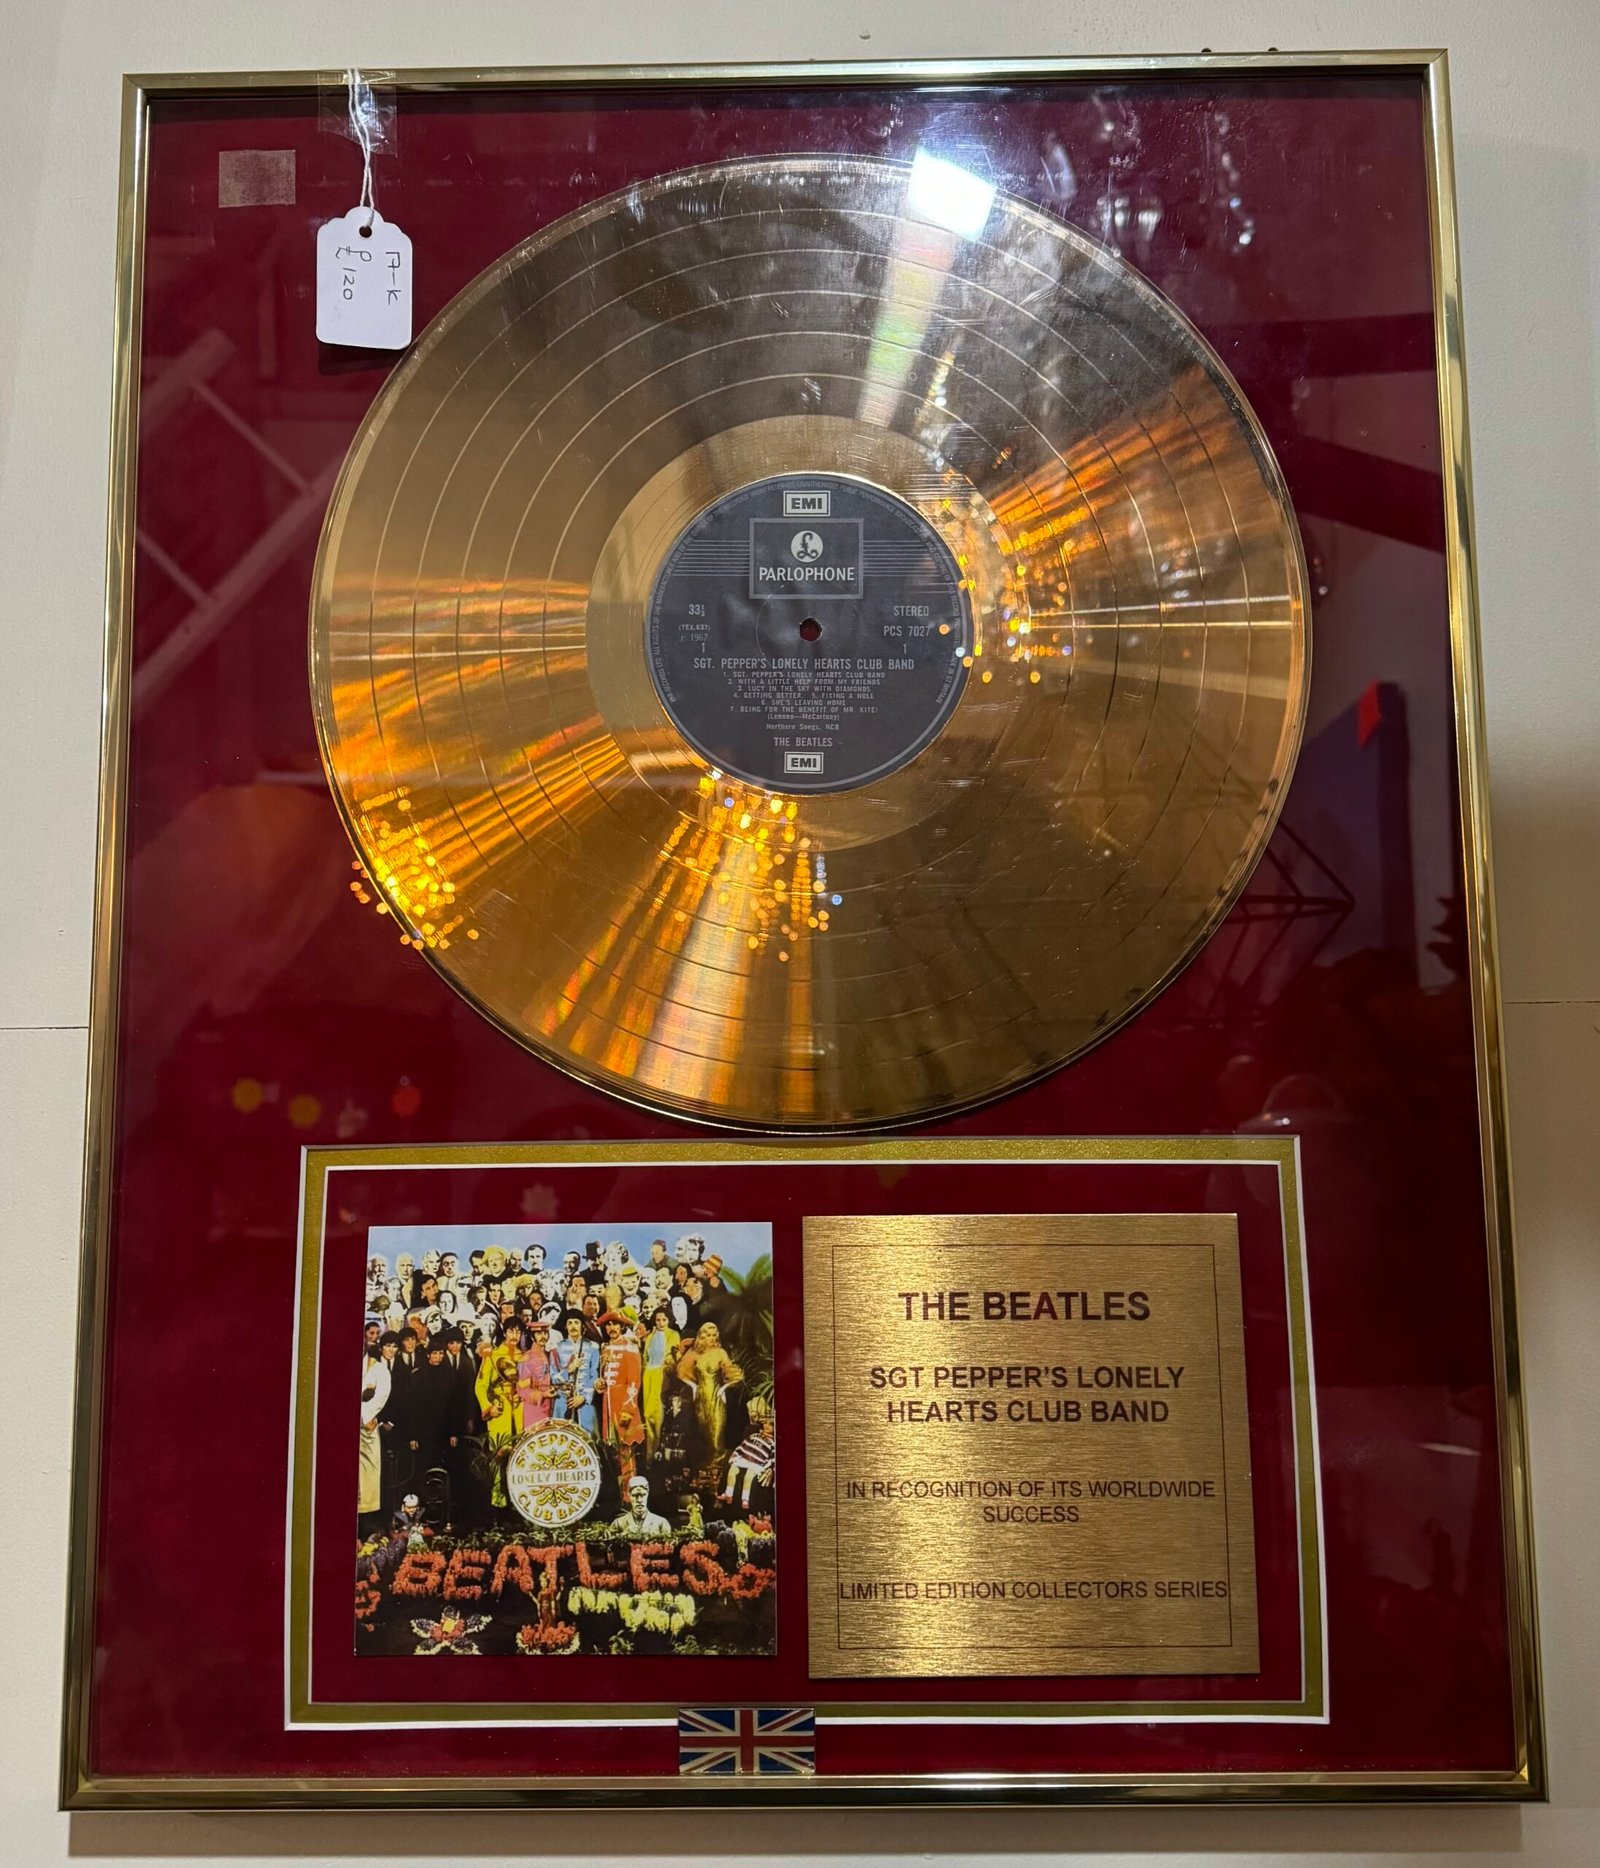 A-K
£120
EMI
£
PARLOPHONE
33⅓
STEREO
(YEX.637)
PCS 7027
℗ 1967
1
1
SGT. PEPPER'S LONELY HEARTS CLUB BAND
1. SGT. PEPPER'S LONELY HEARTS CLUB BAND
2. WITH A LITTLE HELP FROM MY FRIENDS
3. LUCY IN THE SKY WITH DIAMONDS
4. GETTING BETTER. 5. FIXING A HOLE
6. SHE'S LEAVING HOME
7. BEING FOR THE BENEFIT OF MR. KITE!
(Lennon—McCartney)
Northern Songs, NCB
THE BEATLES
EMI
SGT PEPPERS
LONELY HEARTS
CLUB BAND
BEATLES
THE BEATLES
SGT PEPPER'S LONELY
HEARTS CLUB BAND
IN RECOGNITION OF ITS WORLDWIDE
SUCCESS
LIMITED EDITION COLLECTORS SERIES